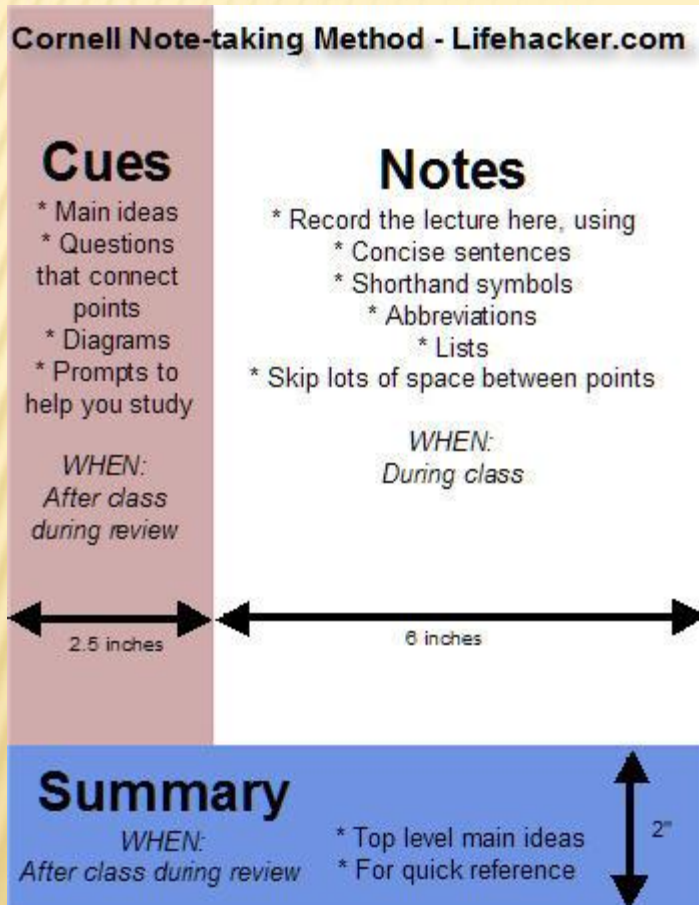 Cornell Note-taking Method - Lifehacker.com
Cues
* Main ideas
* Questions
that connect
points
* Diagrams
* Prompts to
help you study
WHEN:
After class
during review
2.5 inches
Notes
* Record the lecture here, using
* Concise sentences
* Shorthand symbols
* Abbreviations
* Lists
* Skip lots of space between points
WHEN:
During class
6 inches
Summary
WHEN:
After class during review
* Top level main ideas
* For quick reference
2"